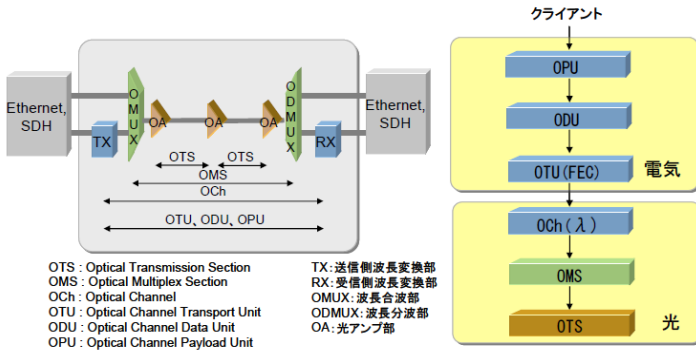 Ethernet,
SDH
TX
OMUX
OA
OA
OA
ODMUX
RX
Ethernet,
SDH
OTS
OTS
OMS
OCh
OTU、ODU、OPU
OTS : Optical Transmission Section
OMS : Optical Multiplex Section
OCh : Optical Channel
OTU : Optical Channel Transport Unit
ODU : Optical Channel Data Unit
OPU : Optical Channel Payload Unit
TX：送信側波長変換部
RX：受信側波長変換部
OMUX：波長合波部
ODMUX：波長分波部
OA：光アンプ部
クライアント
OPU
ODU
OTU(FEC)
電気
OCh(λ)
OMS
OTS
光